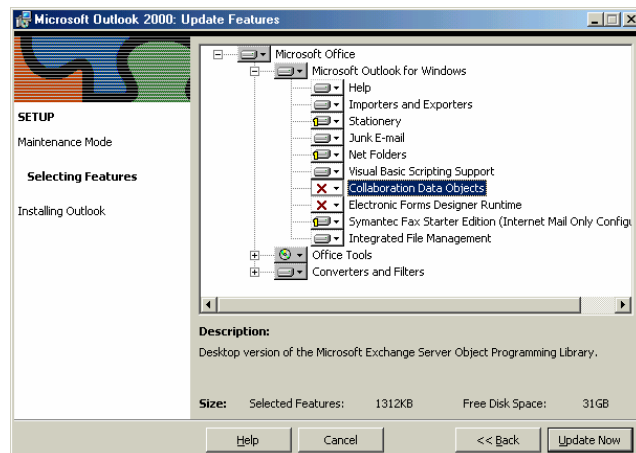 Microsoft Outlook 2000: Update Features
SETUP
Maintenance Mode
Selecting Features
Installing Outlook
Microsoft Office
Microsoft Outlook for Windows
Help
Importers and Exporters
Stationery
Junk E-mail
Net Folders
Visual Basic Scripting Support
Collaboration Data Objects
Electronic Forms Designer Runtime
Symantec Fax Starter Edition (Internet Mail Only Configu
Integrated File Management
Office Tools
Converters and Filters
Description:
Desktop version of the Microsoft Exchange Server Object Programming Library.
Size: Selected Features: 1312KB Free Disk Space: 31GB
Help Cancel << Back Update Now